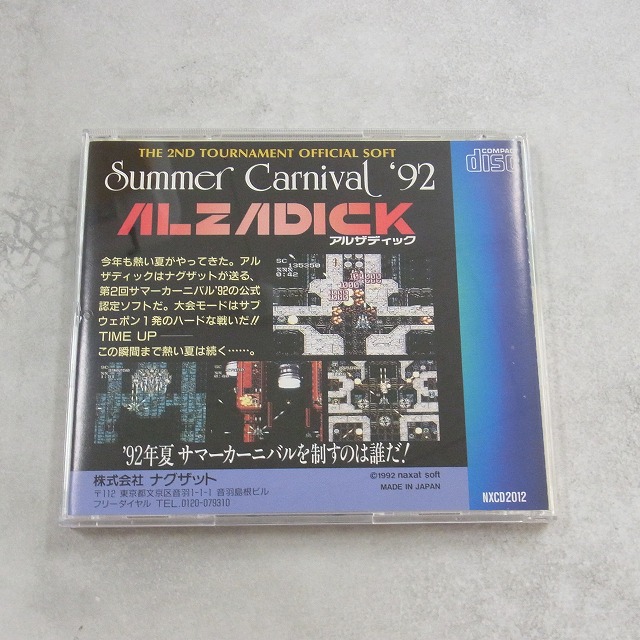 THE 2ND TOURNAMENT OFFICIAL SOFT
Summer Carnival '92
ALZADICK
アルザディック
COMPACT
disc
今年も熱い夏がやってきた。アル
ザディックはナグザットが送る、
第2回サマーカーニバル'92の公式
認定ソフトだ。大会モードはサブ
ウェポン1発のハードな戦いだ!!
TIME UP
この瞬間まで熱い夏は続く……。
SC
135250
0:42
'92年夏 サマーカーニバルを制すのは誰だ!
株式会社 ナグザット
〒112 東京都文京区音羽1-1-1 音羽島根ビル
フリーダイヤル TEL.0120-079310
©1992 naxat soft
MADE IN JAPAN
NXCD2012